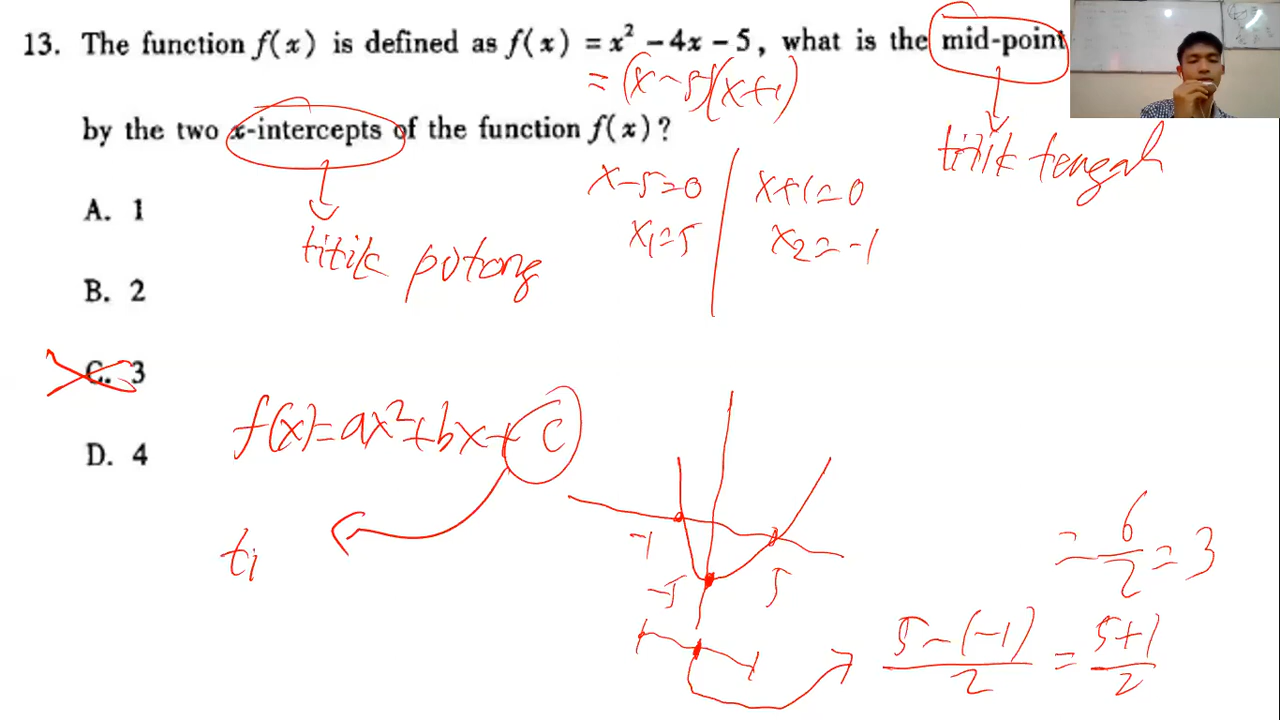 13. The function f(x) is defined as f(x) = x² − 4x − 5, what is the mid-point
= (x − 5)(x+1)
by the two x-intercepts of the function f(x)?
titik tengah
x−5=0
x+1=0
x₁=5
x₂=−1
A. 1
titik potong
B. 2
C. 3
f(x)=ax²+bx+c
D. 4
ti
-1
-5
5
= 6/2 = 3
5−(−1)/2 = 5+1/2